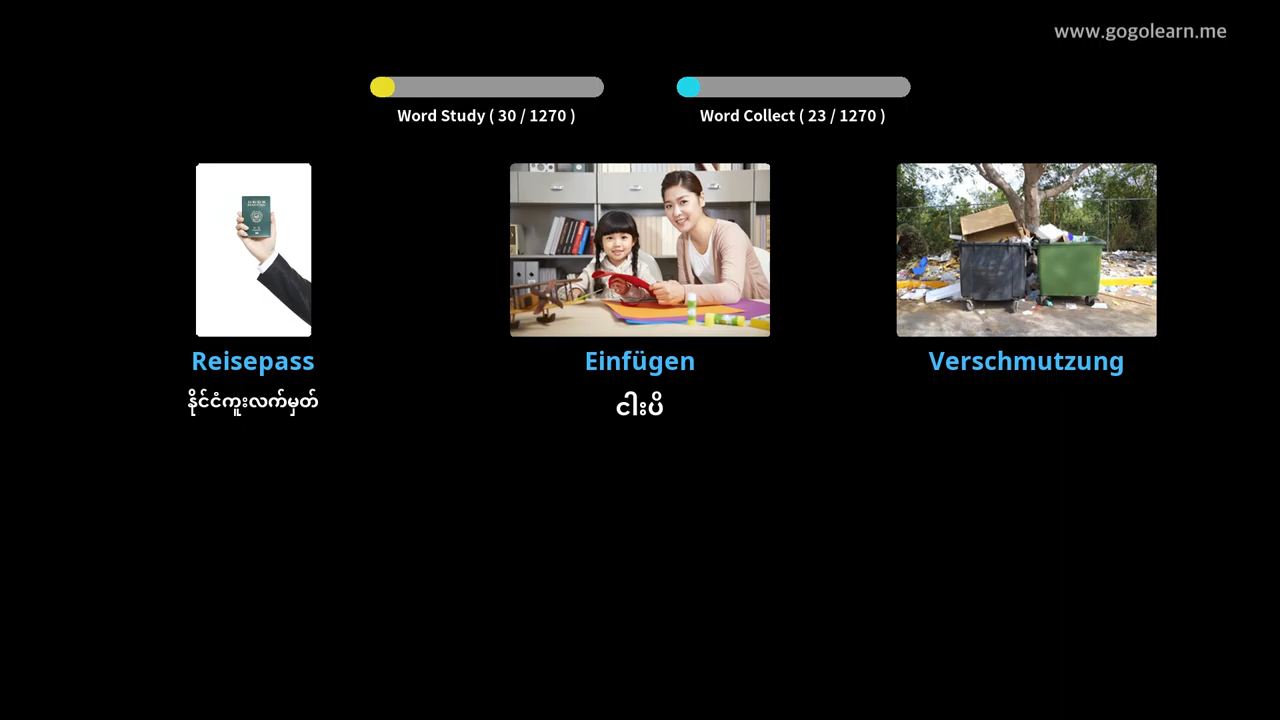 www.gogolearn.me
Word Study ( 30 / 1270 )
Word Collect ( 23 / 1270 )
Reisepass
Einfügen
Verschmutzung
နိုင်ငံကူးလက်မှတ်
ငါးပိ